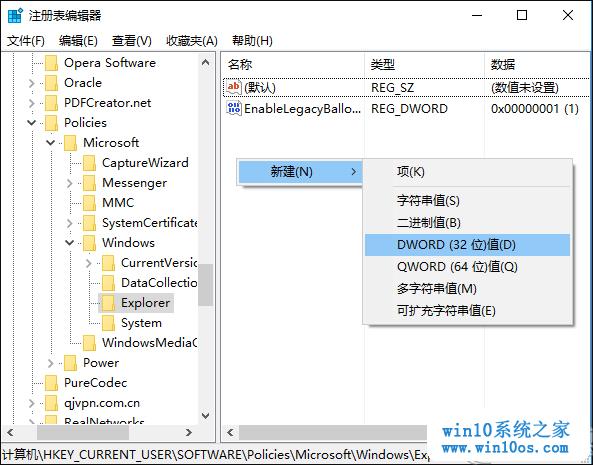 注册表编辑器
文件(F) 编辑(E) 查看(V) 收藏夹(A) 帮助(H)
Opera Software
Oracle
PDFCreator.net
Policies
Microsoft
CaptureWizard
Messenger
MMC
SystemCertificate
Windows
CurrentVersic
DataCollectio
Explorer
System
WindowsMediaC
Power
PureCodec
qjvpn.com.cn
RealNetworks
名称 类型 数据
(默认) REG_SZ (数值未设置)
EnableLegacyBallo... REG_DWORD 0x00000001 (1)
新建(N)
项(K)
字符串值(S)
二进制值(B)
DWORD (32 位)值(D)
QWORD (64 位)值(Q)
多字符串值(M)
可扩充字符串值(E)
计算机\HKEY_CURRENT_USER\SOFTWARE\Policies\Microsoft\Windows\Exp
win10系统之家
www.win10os.com